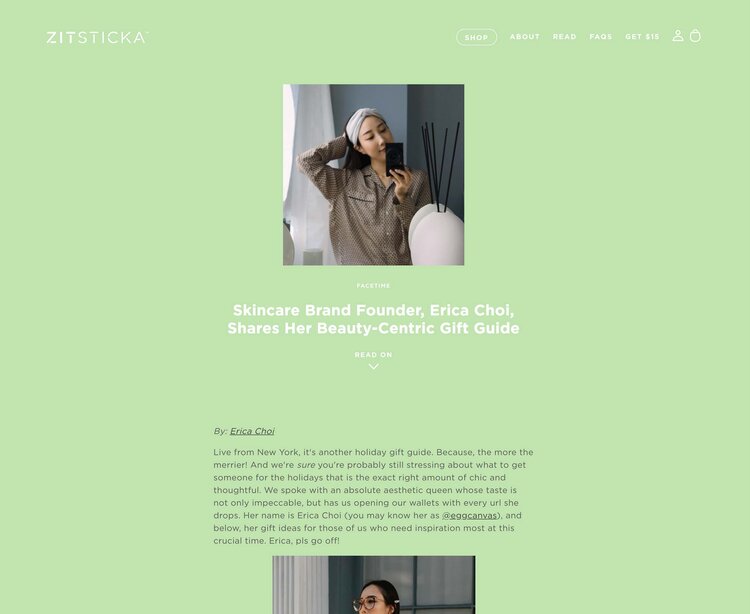 ZITSTICKA™
SHOP ABOUT READ FAQS GET $15
FACETIME
Skincare Brand Founder, Erica Choi,
Shares Her Beauty-Centric Gift Guide
READ ON
By: Erica Choi
Live from New York, it's another holiday gift guide. Because, the more the
merrier! And we're sure you're probably still stressing about what to get
someone for the holidays that is the exact right amount of chic and
thoughtful. We spoke with an absolute aesthetic queen whose taste is
not only impeccable, but has us opening our wallets with every url she
drops. Her name is Erica Choi (you may know her as @eggcanvas), and
below, her gift ideas for those of us who need inspiration most at this
crucial time. Erica, pls go off!